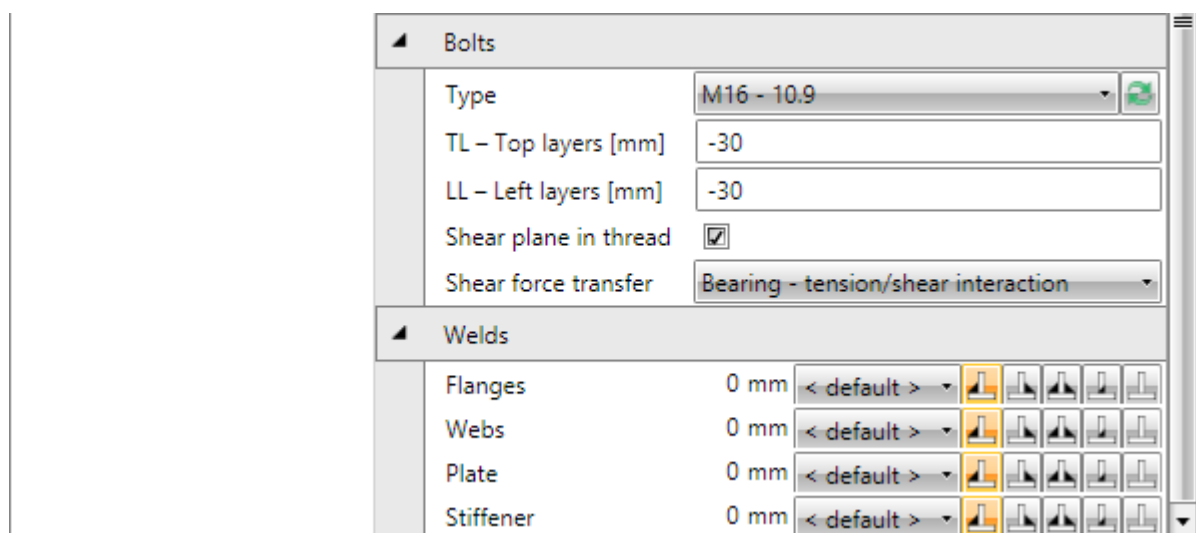 Bolts
Type M16 - 10.9
TL – Top layers [mm] -30
LL – Left layers [mm] -30
Shear plane in thread
Shear force transfer Bearing - tension/shear interaction
Welds
Flanges 0 mm < default >
Webs 0 mm < default >
Plate 0 mm < default >
Stiffener 0 mm < default >